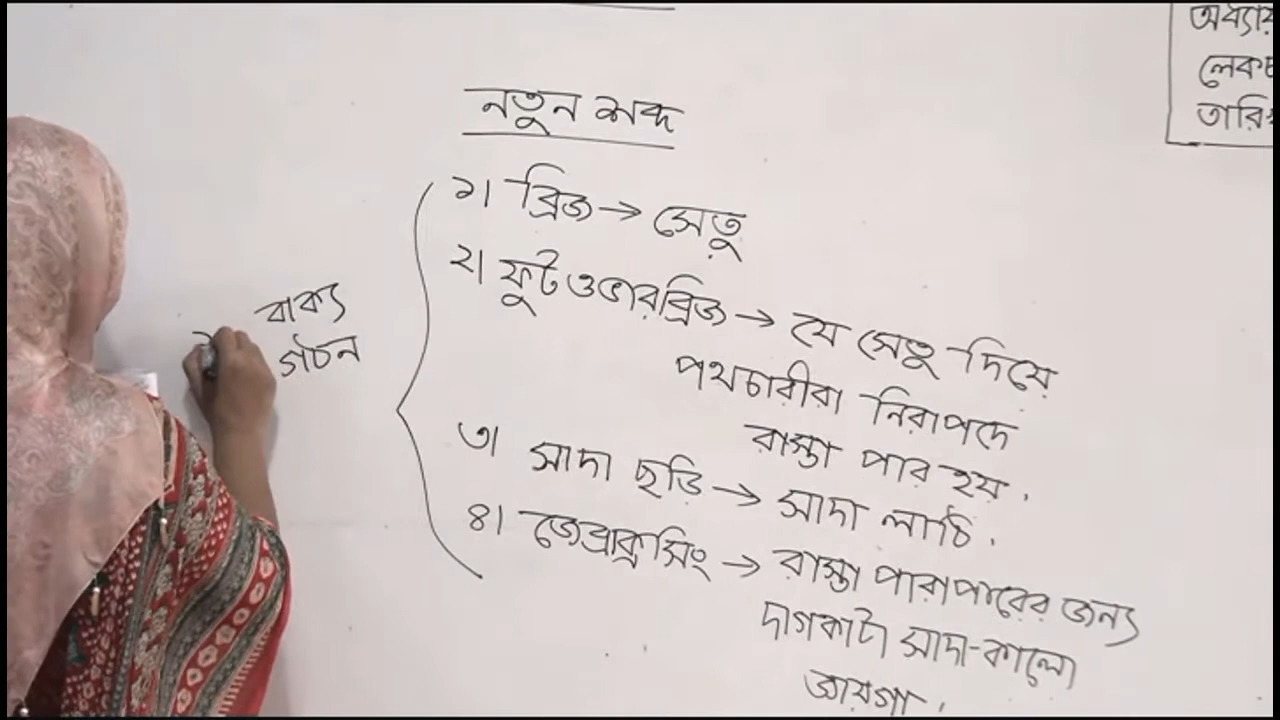 নতুন শব্দ
১। ব্রিজ → সেতু
২। ফুটওভারব্রিজ → যে সেতু দিয়ে
পথচারীরা নিরাপদে
রাস্তা পার হয়.
৩। সাদা ছড়ি → সাদা লাঠি.
৪। জেব্রাক্রসিং → রাস্তা পারাপারের জন্য
দাগকাটা সাদা-কালো
জায়গা.
বাক্য
গঠন